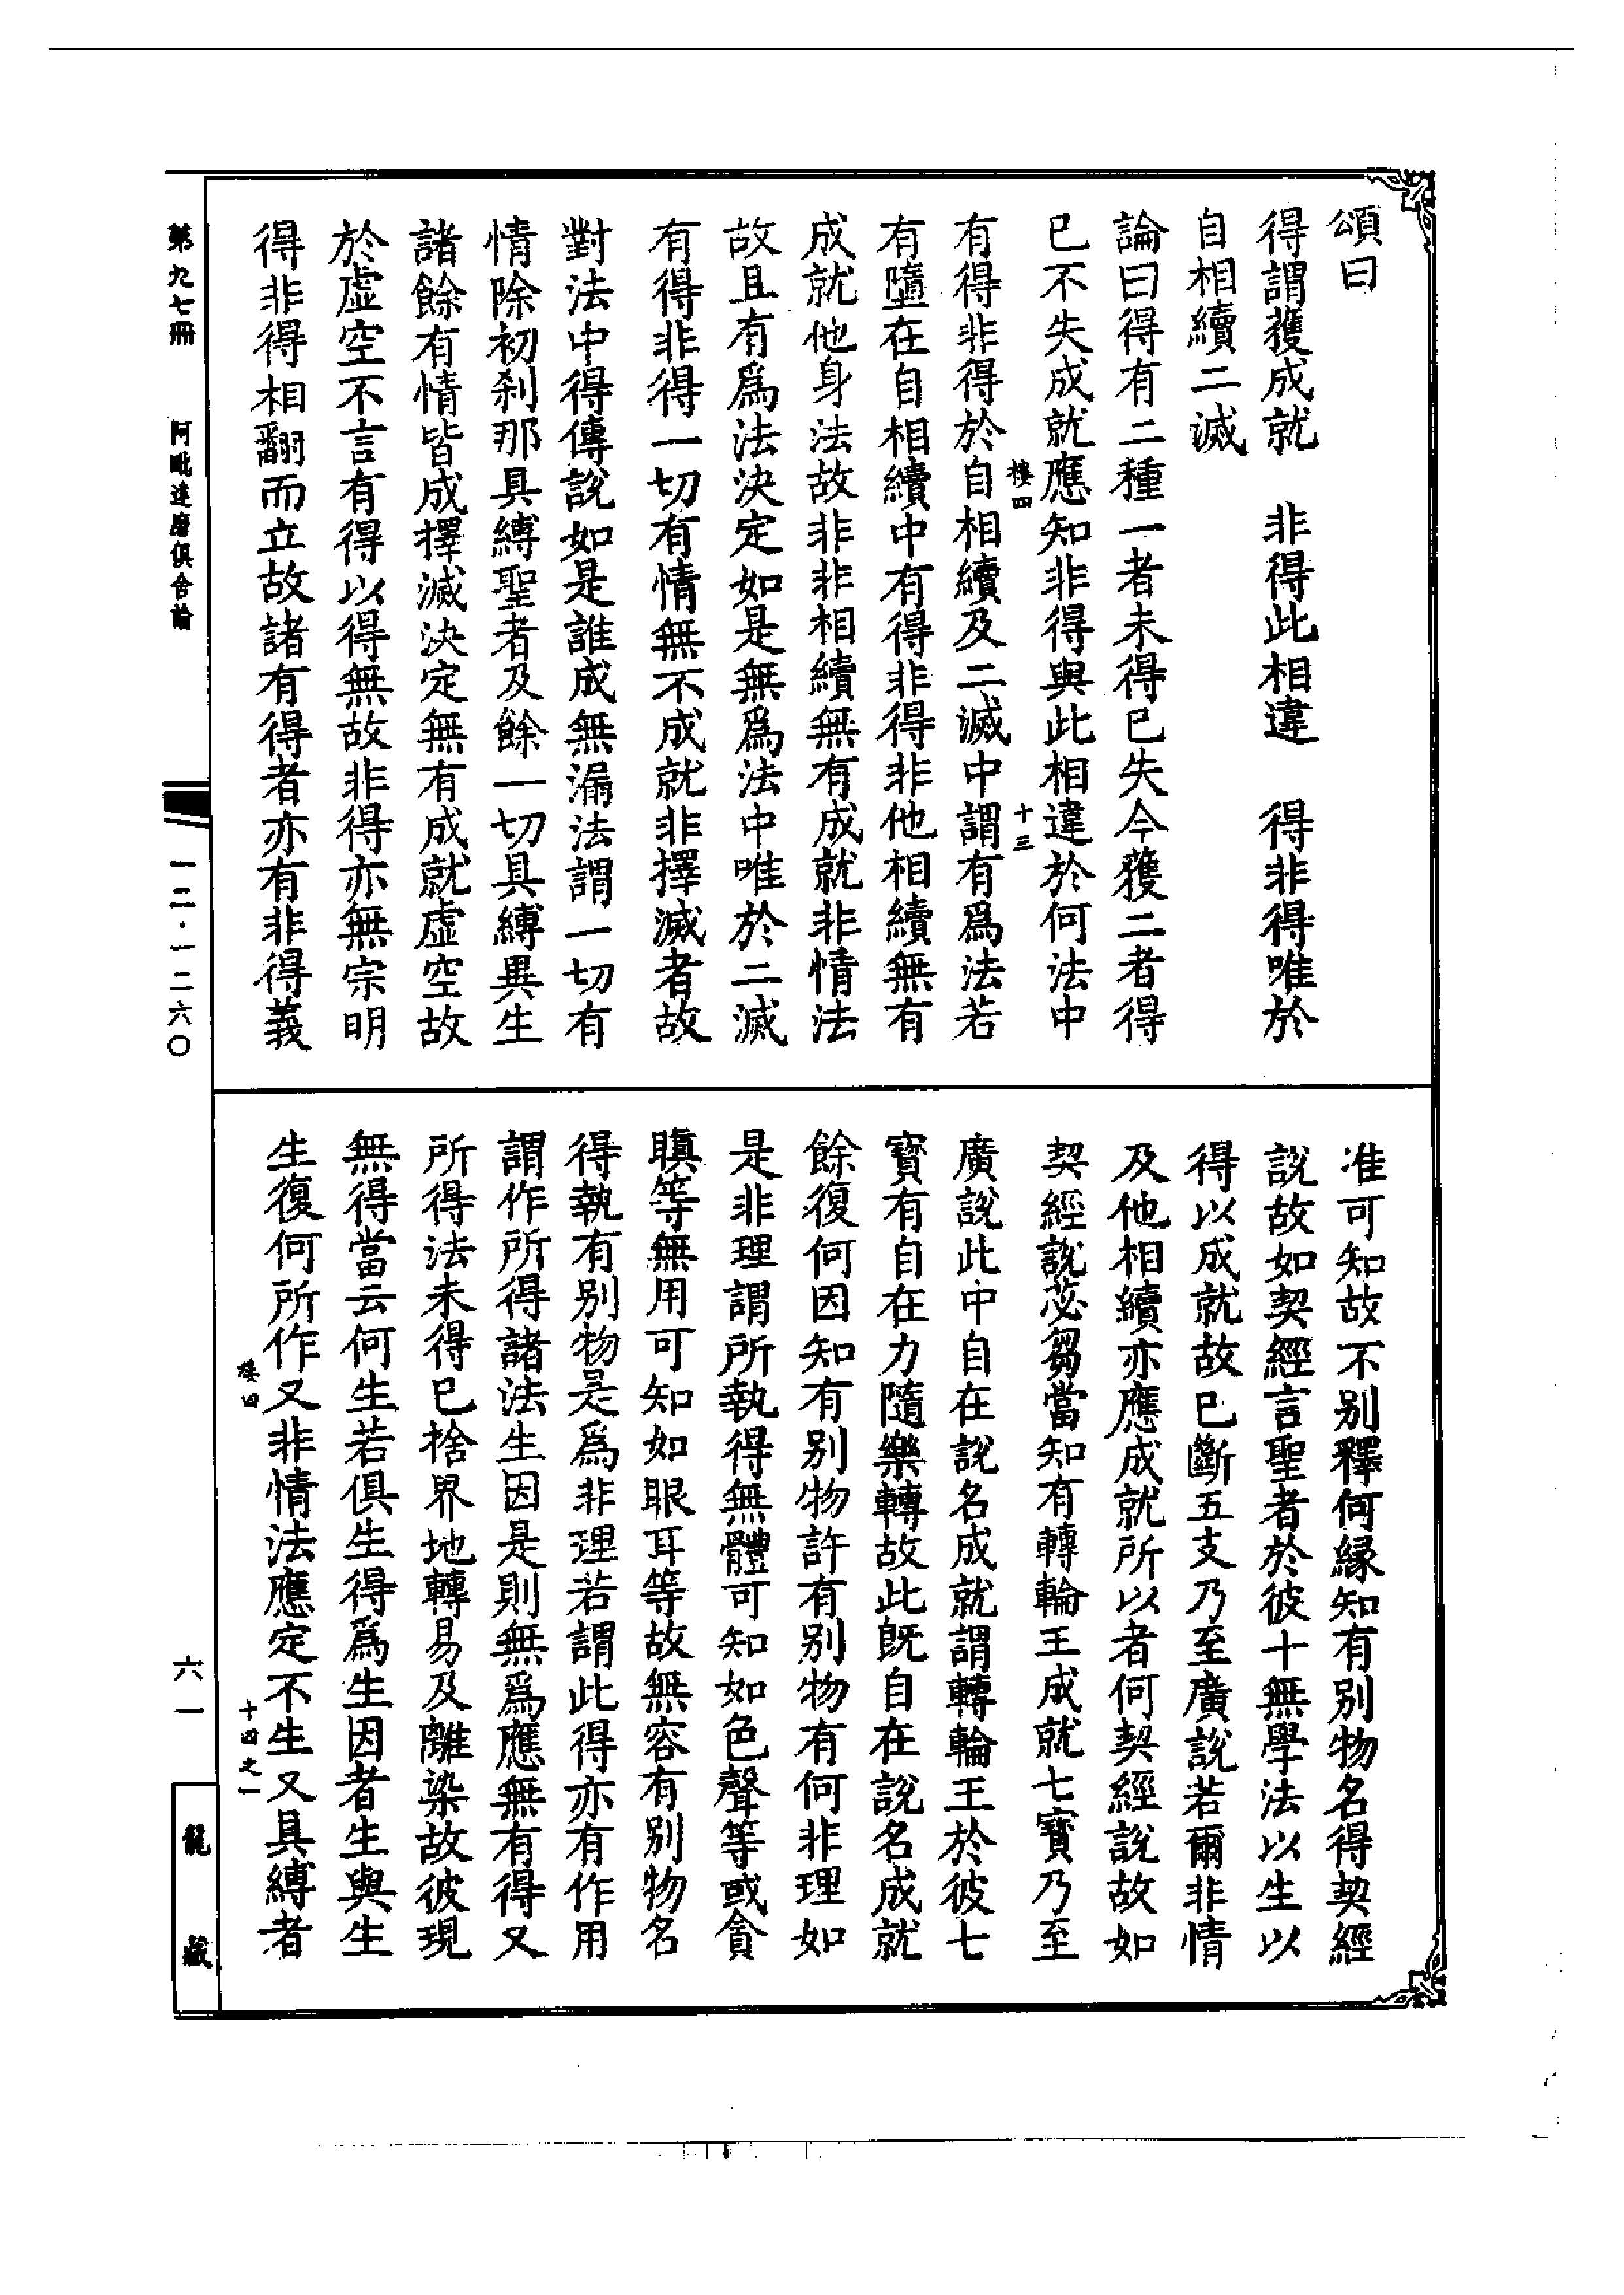 頌曰
得謂獲成就　非得此相違　得非得唯於
自相續二滅
論曰得有二種一者未得已失今獲二者得
已不失成就應知非得與此相違於何法中
樓四　十三
有得非得於自相續及二滅中謂有爲法若
有墮在自相續中有得非得非他相續無有
成就他身法故非非相續無有成就非情法
故且有爲法決定如是無爲法中唯於二滅
有得非得一切有情無不成就非擇滅者故
對法中得傳說如是誰成無漏法謂一切有
情除初刹那具縛聖者及餘一切具縛異生
諸餘有情皆成擇滅決定無有成就虛空故
於虛空不言有得以得無故非得亦無宗明
得非得相翻而立故諸有得者亦有非得義
准可知故不別釋何緣知有別物名得契經
說故如契經言聖者於彼十無學法以生以
得以成就故已斷五支乃至廣說若爾非情
及他相續亦應成就所以者何契經說故如
契經說苾芻當知有轉輪王成就七寶乃至
廣說此中自在說名成就謂轉輪王於彼七
寶有自在力隨樂轉故此既自在說名成就
餘復何因知有別物許有別物有何非理如
是非理謂所執得無體可知如色聲等或貪
瞋等無用可知如眼耳等故無容有別物名
得執有別物是爲非理若謂此得亦有作用
謂作所得諸法生因是則無爲應無有得又
所得法未得已捨界地轉易及離染故彼現
無得當云何生若俱生得爲生因者生與生
生復何所作又非情法應定不生又具縛者
樓四　十四之一
第九七冊　阿毗達磨俱舍論　一二·一二六〇　六一　龍藏